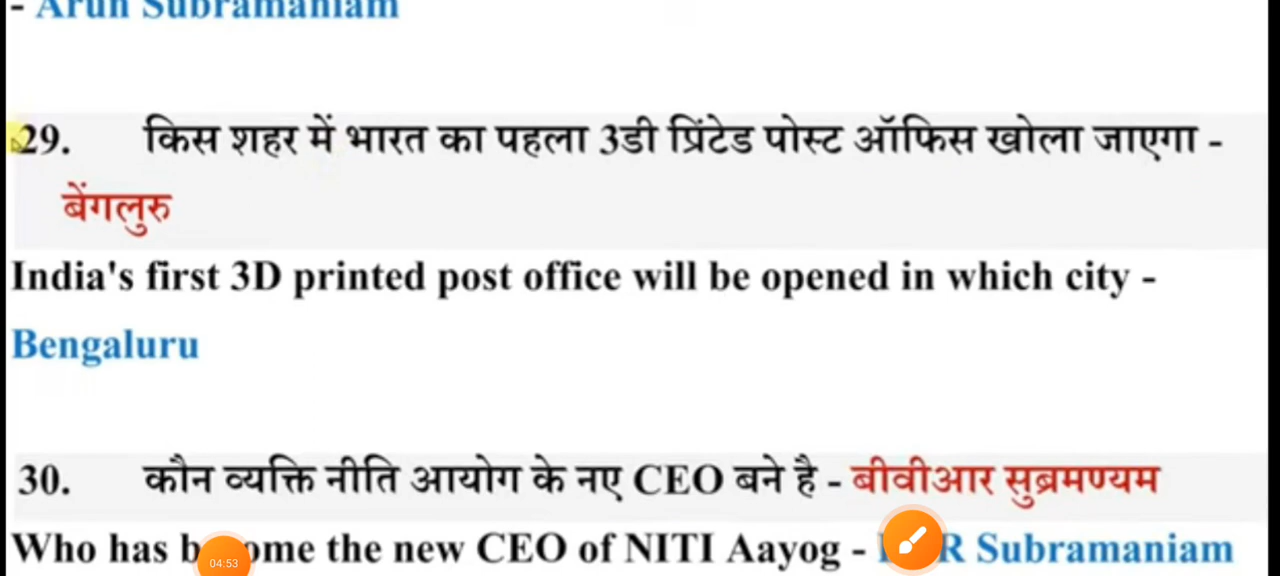 - Arun Subramaniam
29. किस शहर में भारत का पहला 3डी प्रिंटेड पोस्ट ऑफिस खोला जाएगा -
बेंगलुरु
India's first 3D printed post office will be opened in which city -
Bengaluru
30. कौन व्यक्ति नीति आयोग के नए CEO बने है - बीवीआर सुब्रमण्यम
Who has the new CEO of NITI Aayog - Subramaniam
04:53